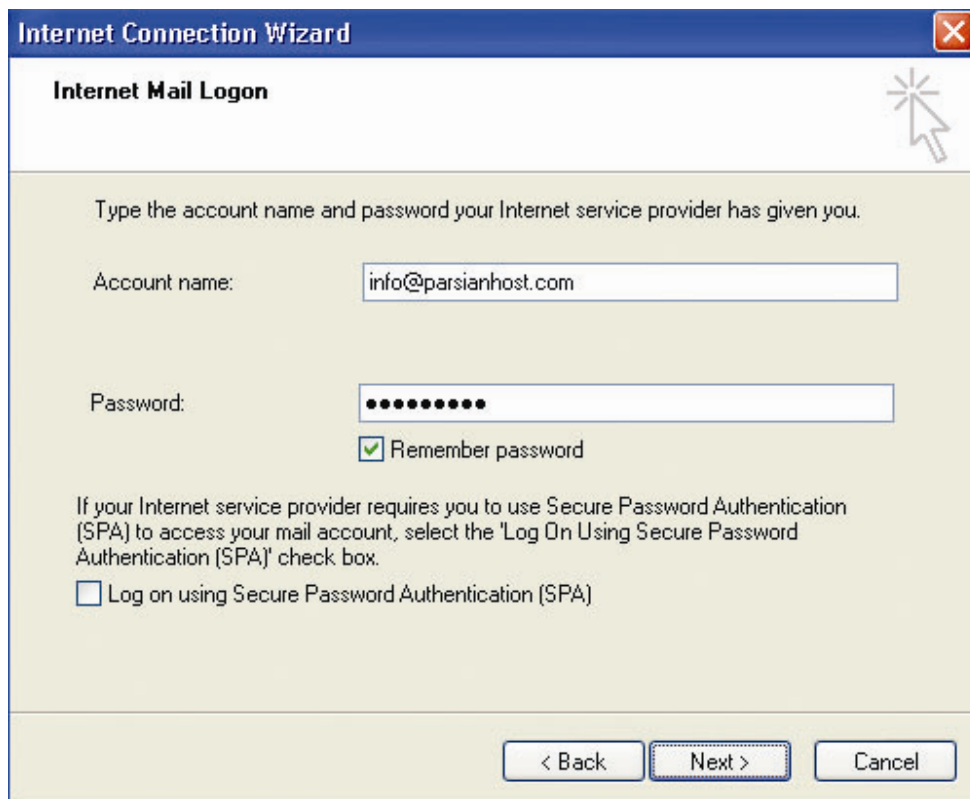 Internet Connection Wizard
Internet Mail Logon
Type the account name and password your Internet service provider has given you.
Account name: info@parsianhost.com
Password: ●●●●●●●●●
Remember password
If your Internet service provider requires you to use Secure Password Authentication
(SPA) to access your mail account, select the 'Log On Using Secure Password
Authentication (SPA)' check box.
Log on using Secure Password Authentication (SPA)
< Back Next > Cancel